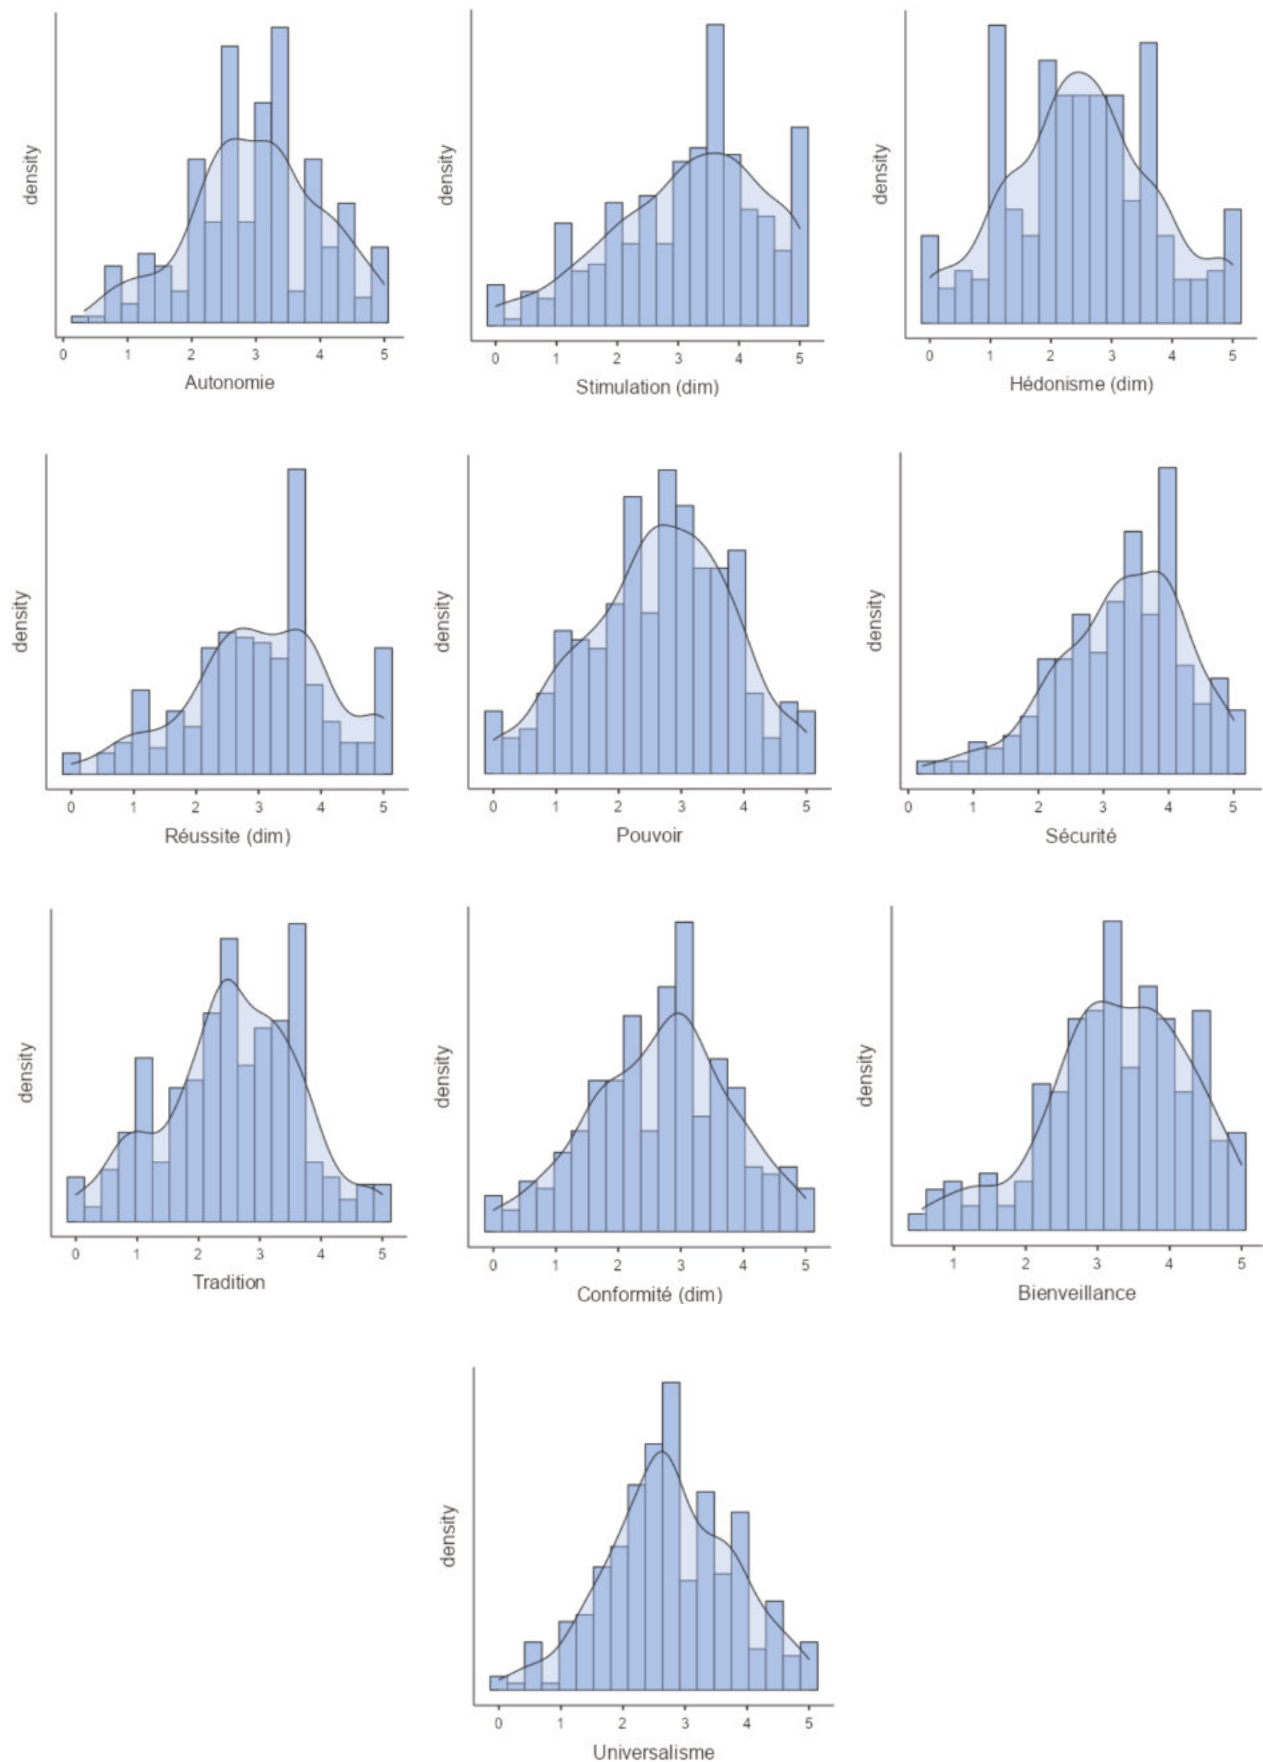 density
0 1 2 3 4 5
Autonomie
density
0 1 2 3 4 5
Stimulation (dim)
density
0 1 2 3 4 5
Hédonisme (dim)
density
0 1 2 3 4 5
Réussite (dim)
density
0 1 2 3 4 5
Pouvoir
density
0 1 2 3 4 5
Sécurité
density
0 1 2 3 4 5
Tradition
density
0 1 2 3 4 5
Conformité (dim)
density
1 2 3 4 5
Bienveillance
density
0 1 2 3 4 5
Universalisme